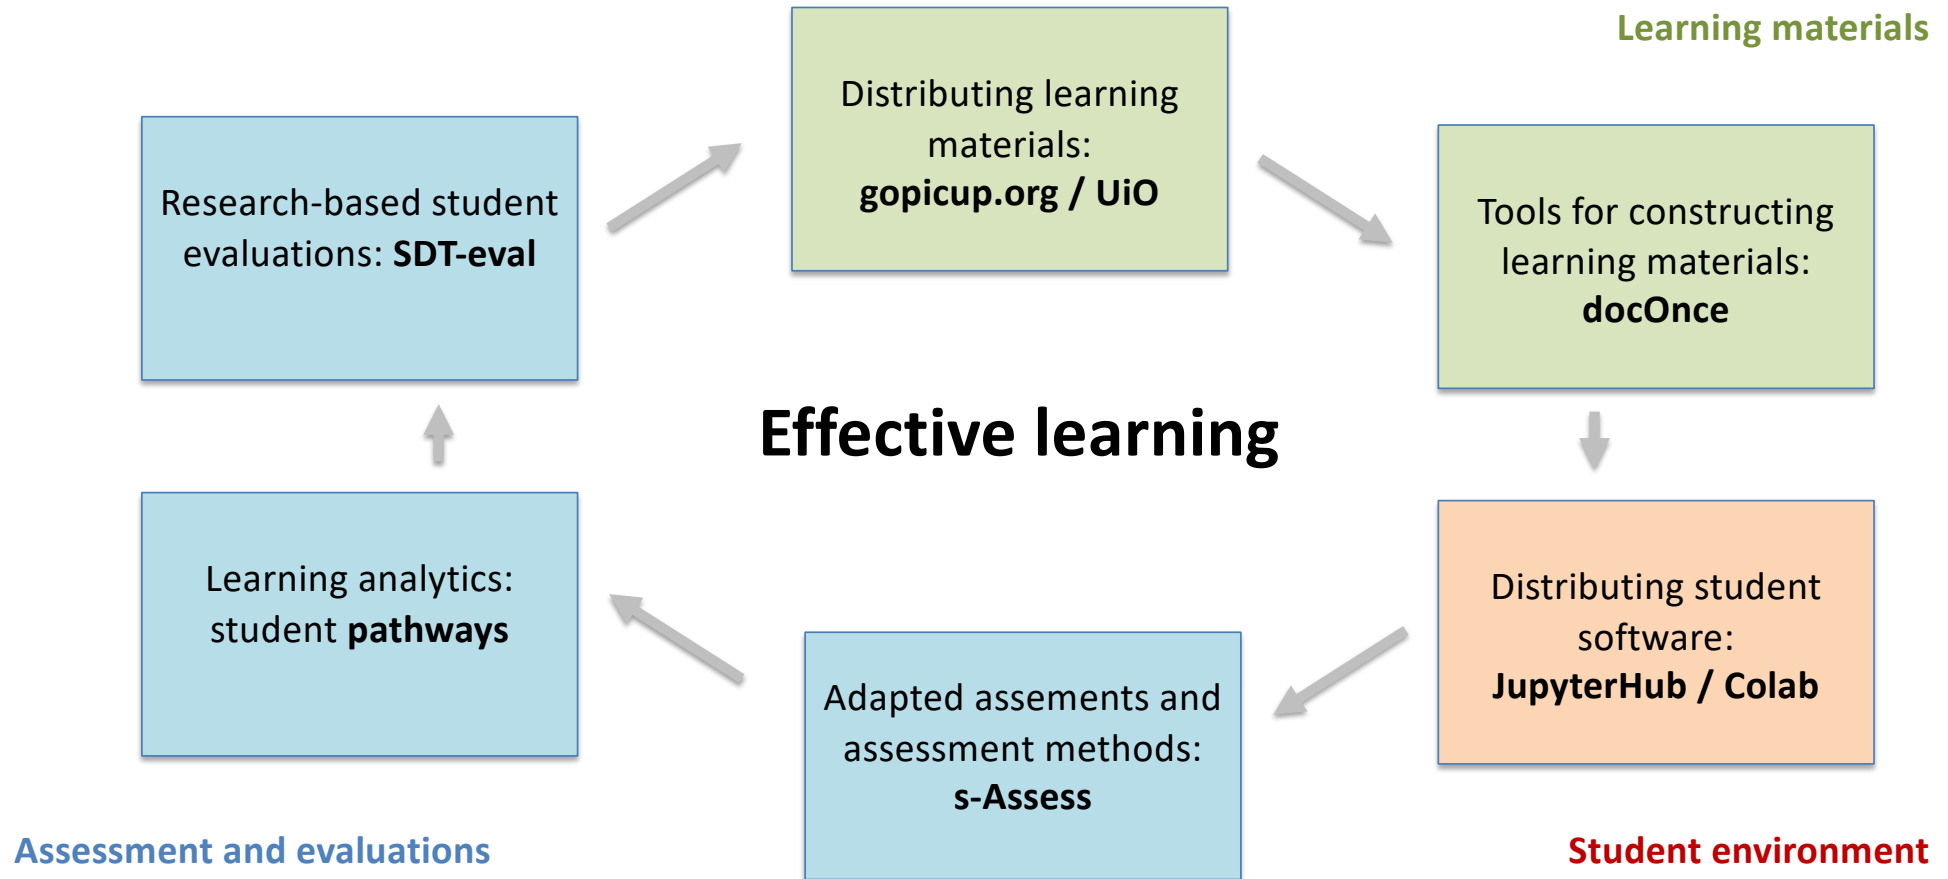 Learning materials
Distributing learning
materials:
gopicup.org / UiO
Research-based student
evaluations: SDT-eval
Tools for constructing
learning materials:
docOnce
Effective learning
Learning analytics:
student pathways
Distributing student
software:
JupyterHub / Colab
Adapted assements and
assessment methods:
s-Assess
Assessment and evaluations
Student environment